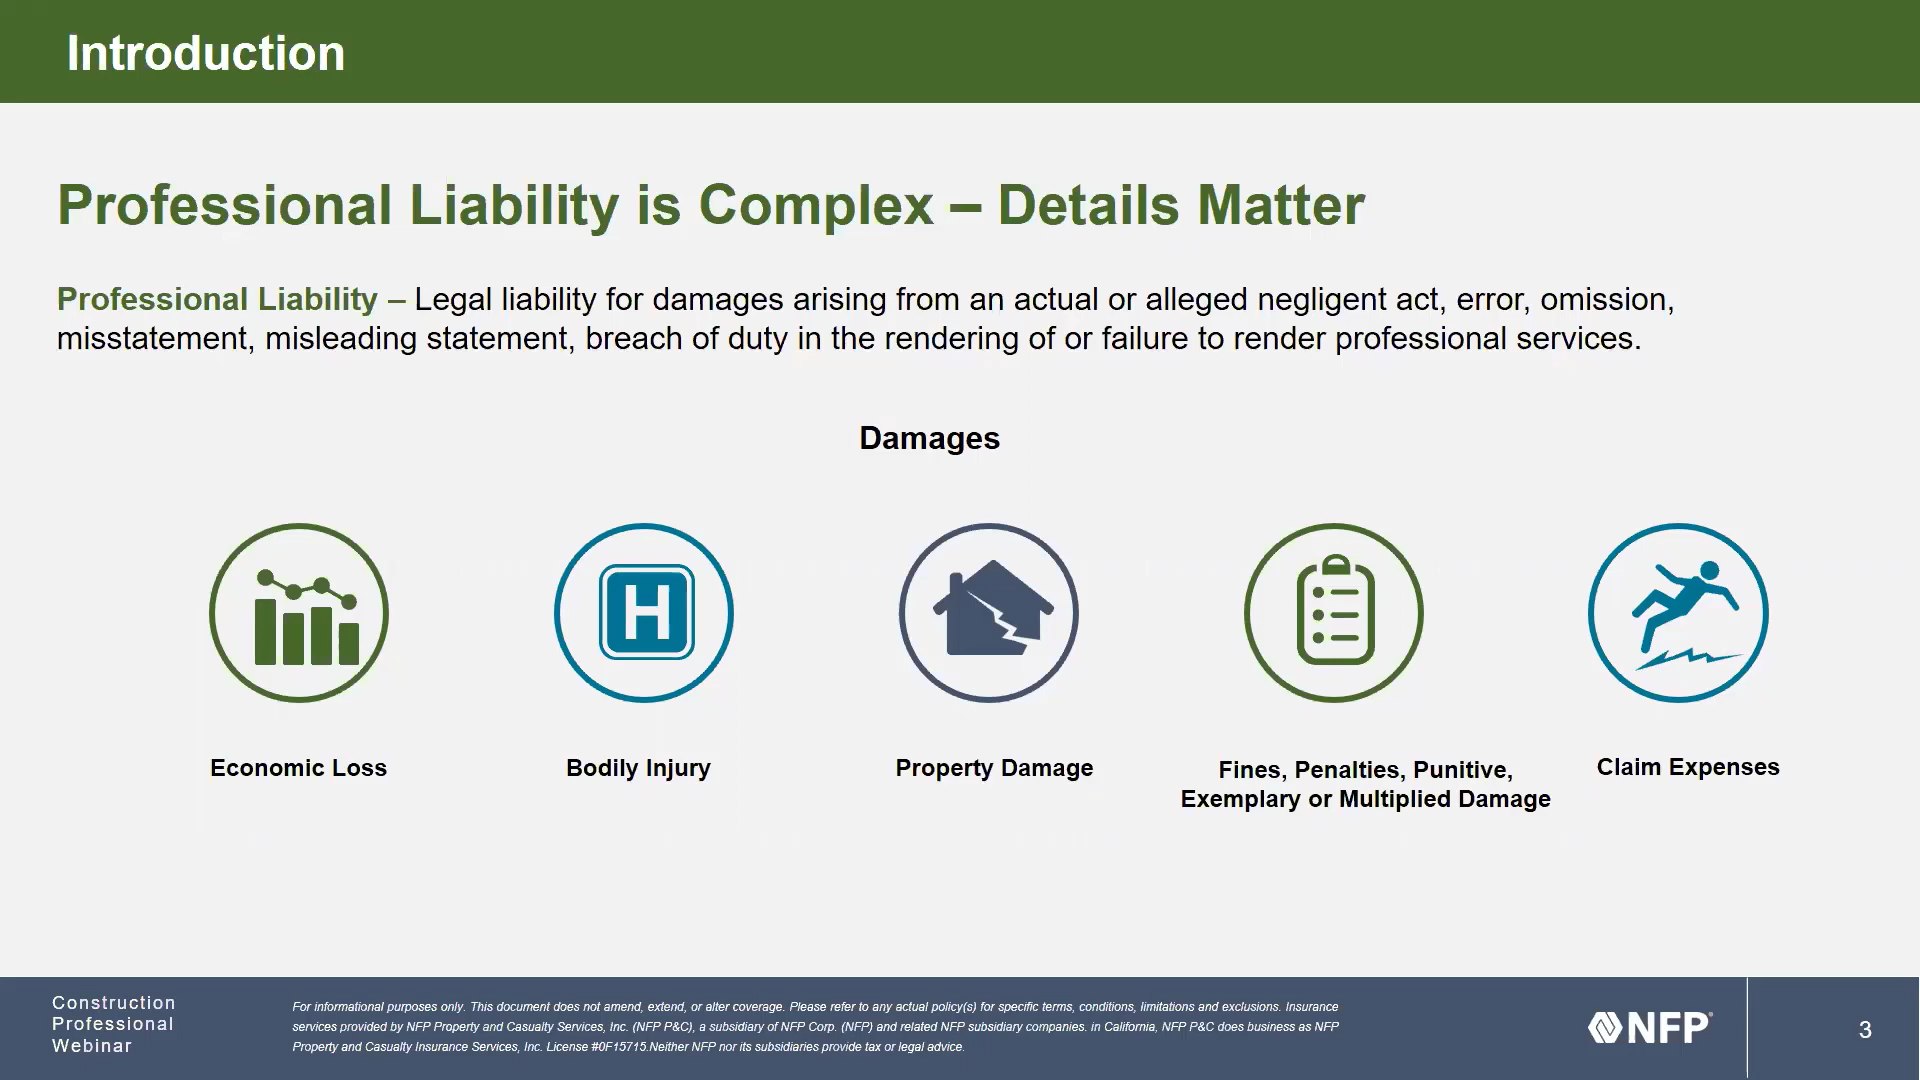 Introduction
Professional Liability is Complex – Details Matter
Professional Liability – Legal liability for damages arising from an actual or alleged negligent act, error, omission,
misstatement, misleading statement, breach of duty in the rendering of or failure to render professional services.
Damages
H
Economic Loss
Bodily Injury
Property Damage
Fines, Penalties, Punitive,
Exemplary or Multiplied Damage
Claim Expenses
Construction
Professional
Webinar
For informational purposes only. This document does not amend, extend, or alter coverage. Please refer to any actual policy(s) for specific terms, conditions, limitations and exclusions. Insurance
services provided by NFP Property and Casualty Services, Inc. (NFP P&C), a subsidiary of NFP Corp. (NFP) and related NFP subsidiary companies. in California, NFP P&C does business as NFP
Property and Casualty Insurance Services, Inc. License #0F15715.Neither NFP nor its subsidiaries provide tax or legal advice.
NFP
3